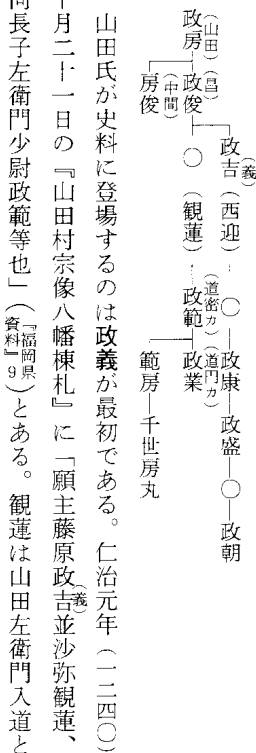 政房（山田）―政俊（昌）―政吉（義）（西迎）…○―政康―政盛―○―政朝
○（観蓮）…政範（道密カ）―政業（道円カ）
房俊（中間）
範房―千世房丸
山田氏が史料に登場するのは政義が最初である。仁治元年（一二四〇）
十月二十一日の『山田村宗像八幡棟札』に「願主藤原政吉（義）並沙弥観蓮、
同長子左衛門少尉政範等也」（『福岡県資料』9）とある。観蓮は山田左衛門入道と